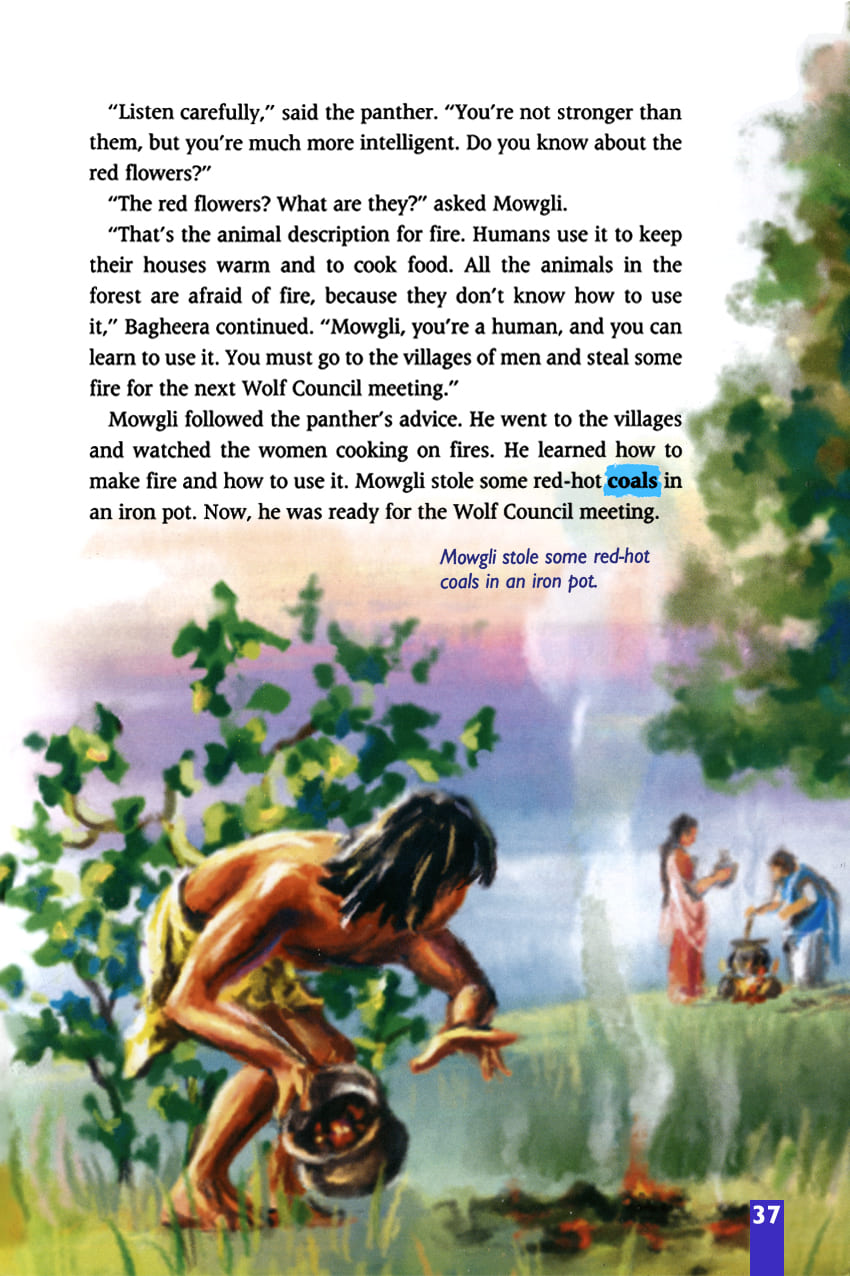 “Listen carefully,” said the panther. “You’re not stronger than
them, but you’re much more intelligent. Do you know about the
red flowers?”
“The red flowers? What are they?” asked Mowgli.
“That’s the animal description for fire. Humans use it to keep
their houses warm and to cook food. All the animals in the
forest are afraid of fire, because they don’t know how to use
it,” Bagheera continued. “Mowgli, you’re a human, and you can
learn to use it. You must go to the villages of men and steal some
fire for the next Wolf Council meeting.”
Mowgli followed the panther’s advice. He went to the villages
and watched the women cooking on fires. He learned how to
make fire and how to use it. Mowgli stole some red-hot coals in
an iron pot. Now, he was ready for the Wolf Council meeting.
Mowgli stole some red-hot
coals in an iron pot.
37